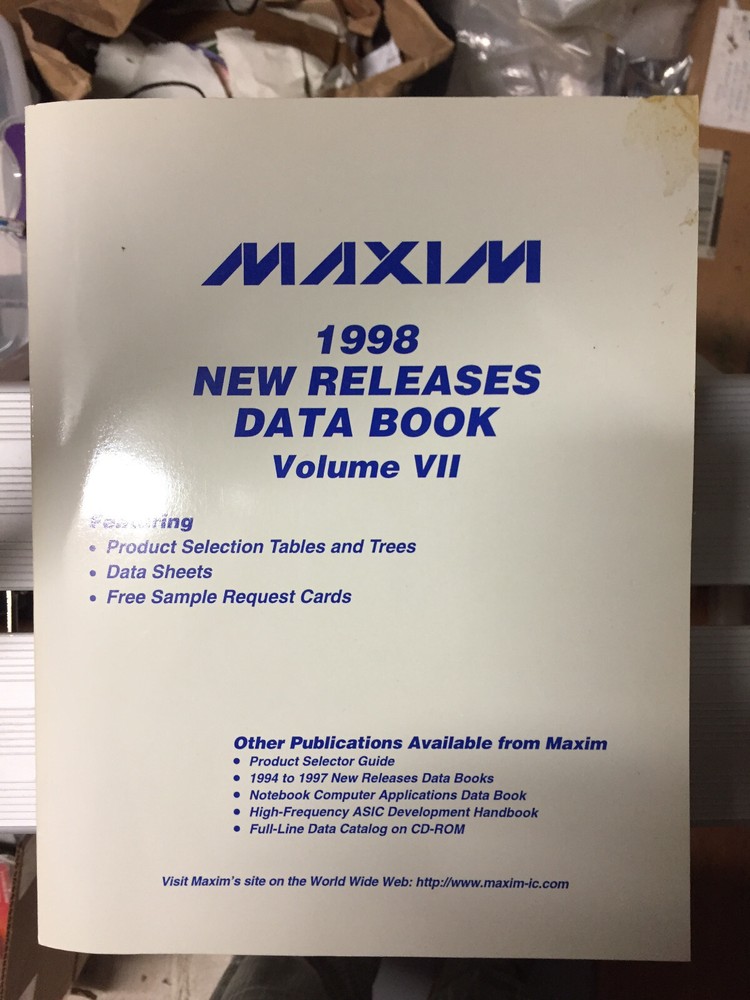 MAXIM
1998
NEW RELEASES
DATA BOOK
Volume VII
Featuring
• Product Selection Tables and Trees
• Data Sheets
• Free Sample Request Cards
Other Publications Available from Maxim
• Product Selector Guide
• 1994 to 1997 New Releases Data Books
• Notebook Computer Applications Data Book
• High-Frequency ASIC Development Handbook
• Full-Line Data Catalog on CD-ROM
Visit Maxim's site on the World Wide Web: http://www.maxim-ic.com